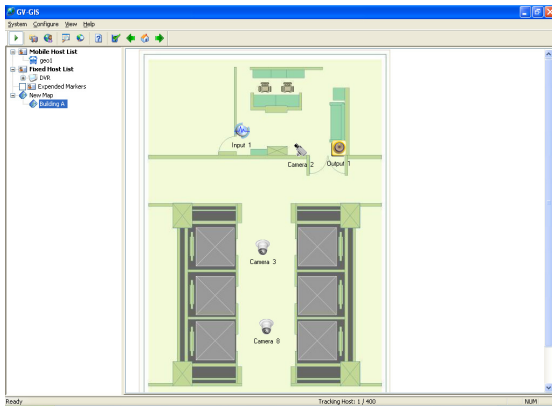 GV-GIS
System Configure View Help
Mobile Host List
geo1
Fixed Host List
DVR
Expended Markers
New Map
Building A
Input 1
Camera 2
Output 1
Camera 3
Camera 8
Ready
Tracking Host: 1 / 400
NUM